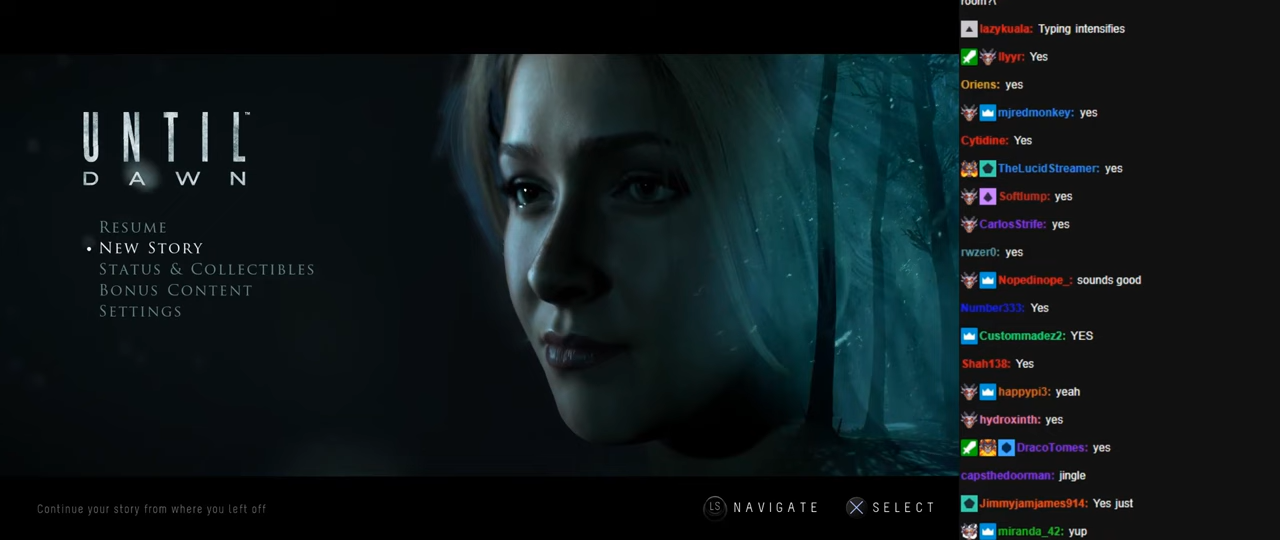 UNTIL™
DAWN
RESUME
• NEW STORY
STATUS & COLLECTIBLES
BONUS CONTENT
SETTINGS
Continue your story from where you left off
LS NAVIGATE
SELECT
room?\
lazykuala: Typing intensifies
llyyr: Yes
Oriens: yes
mjredmonkey: yes
Cytidine: Yes
TheLucidStreamer: yes
Softlump: yes
CarlosStrife: yes
rwzer0: yes
Nopedinope_: sounds good
Number333: Yes
Custommadez2: YES
Shah138: Yes
happypi3: yeah
hydroxinth: yes
DracoTomes: yes
capsthedoorman: jingle
Jimmyjamjames914: Yes just
miranda_42: yup